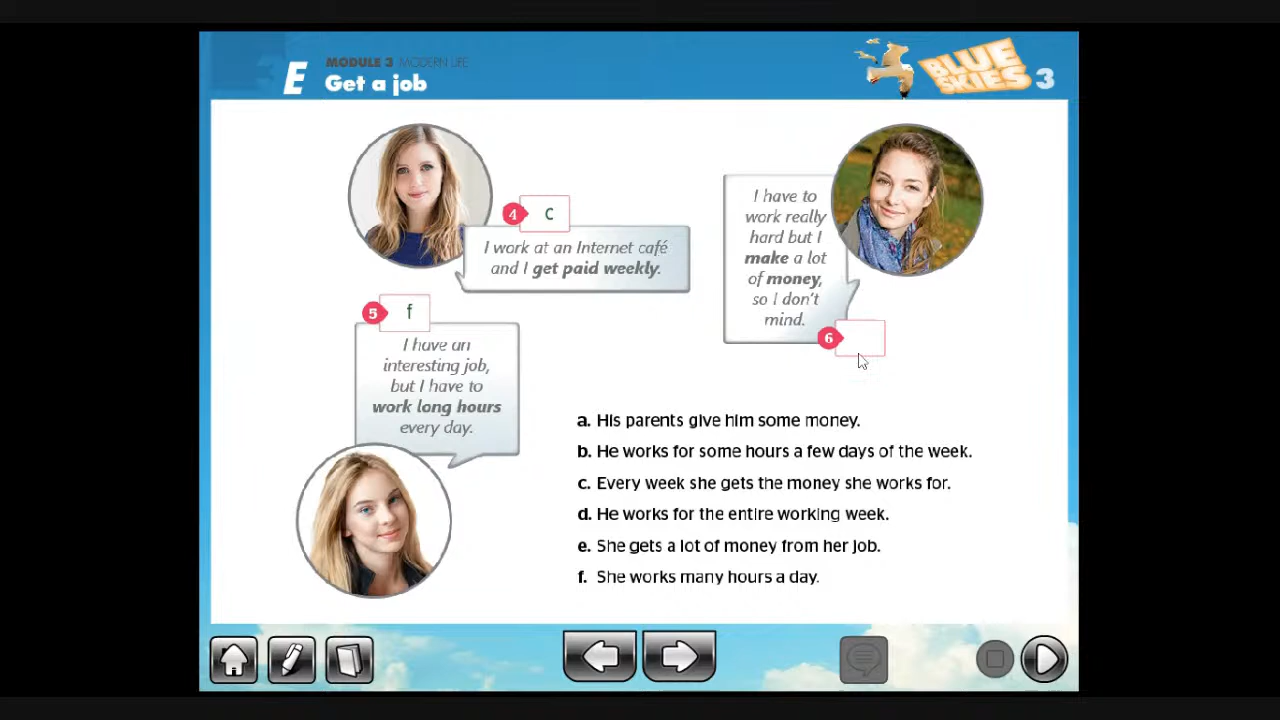 E
MODULE 3 MODERN LIFE
Get a job
BLUE
SKIES 3
4
c
I work at an Internet café
and I get paid weekly.
I have to
work really
hard but I
make a lot
of money,
so I don't
mind.
6
5
f
I have an
interesting job,
but I have to
work long hours
every day.
a. His parents give him some money.
b. He works for some hours a few days of the week.
c. Every week she gets the money she works for.
d. He works for the entire working week.
e. She gets a lot of money from her job.
f. She works many hours a day.